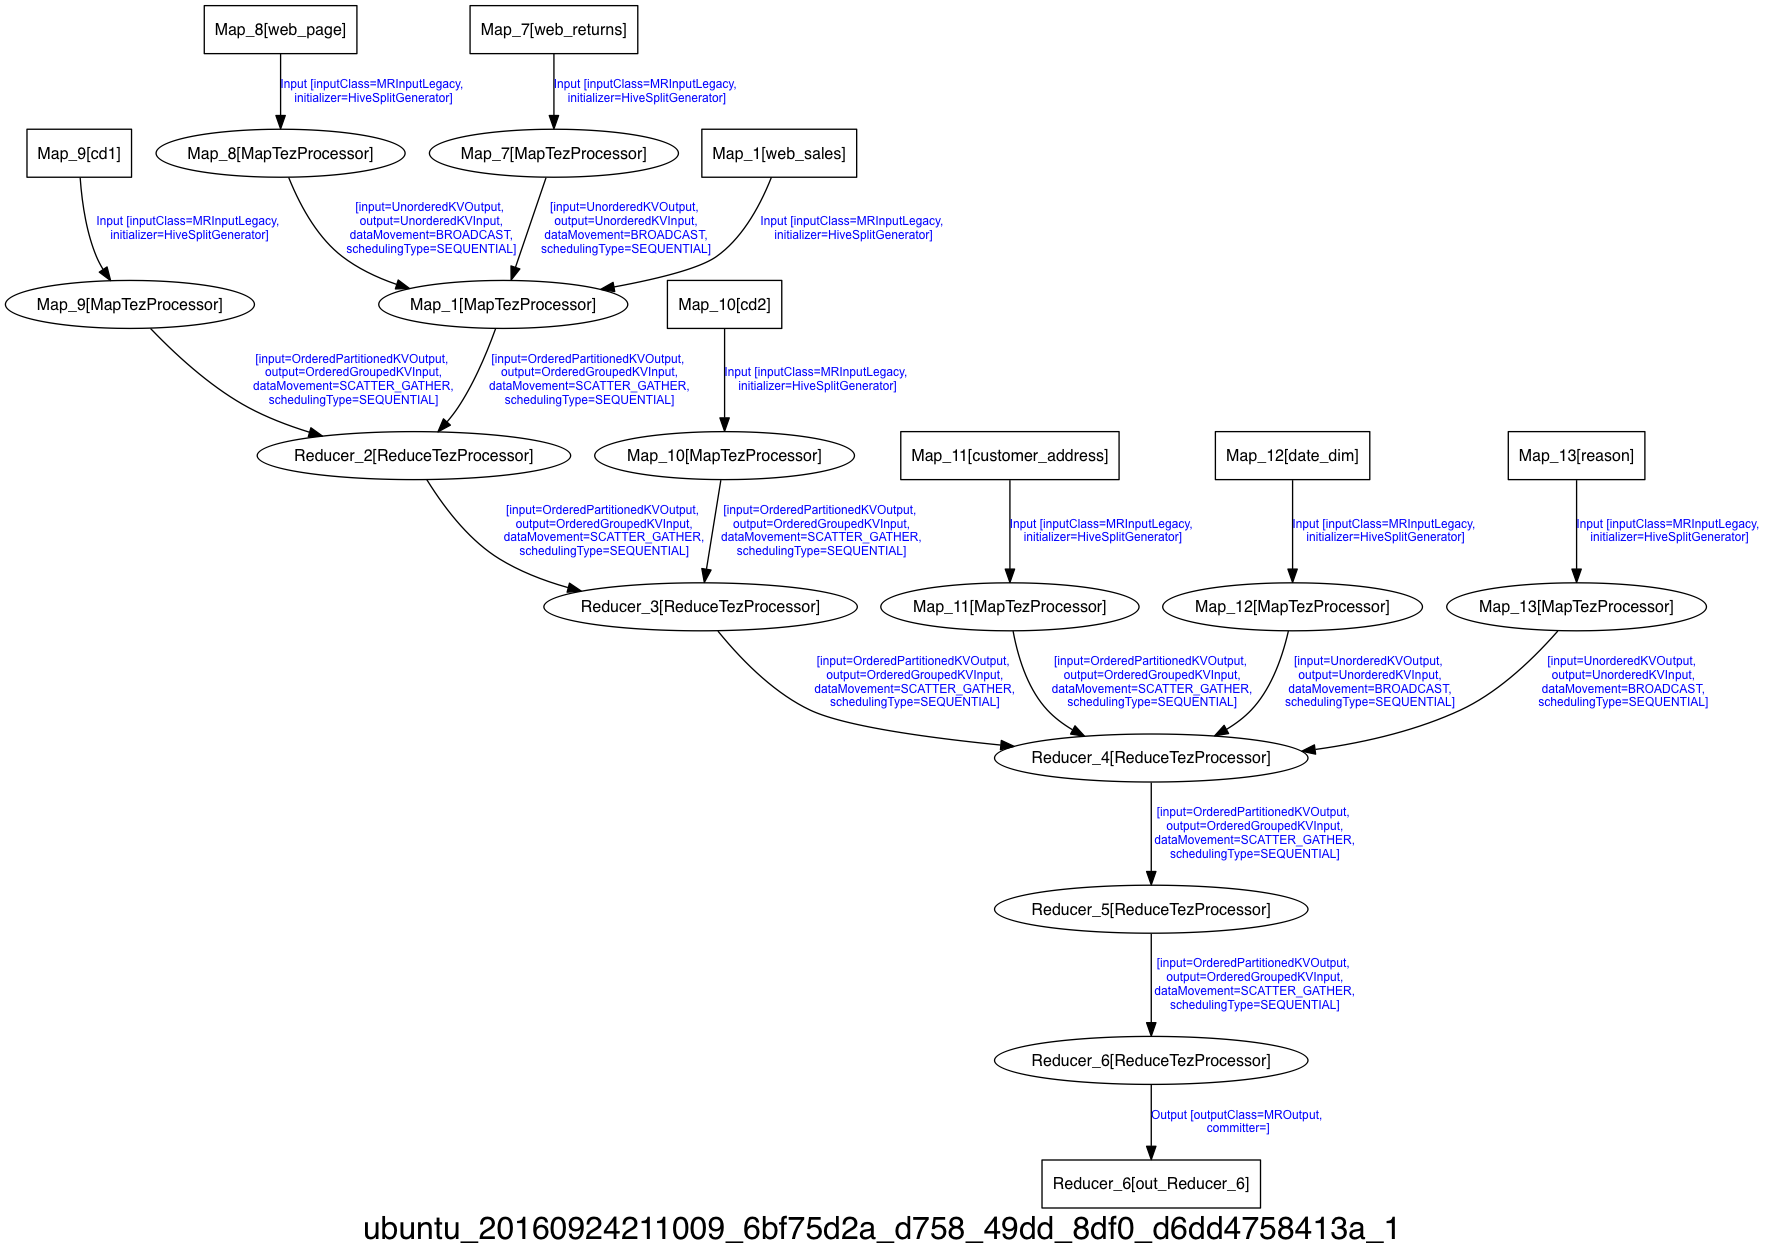 Map_8[web_page]
Map_7[web_returns]
Input [inputClass=MRInputLegacy,
initializer=HiveSplitGenerator]
Input [inputClass=MRInputLegacy,
initializer=HiveSplitGenerator]
Map_9[cd1]
Map_8[MapTezProcessor]
Map_7[MapTezProcessor]
Map_1[web_sales]
Input [inputClass=MRInputLegacy,
initializer=HiveSplitGenerator]
[input=UnorderedKVOutput,
output=UnorderedKVInput,
dataMovement=BROADCAST,
schedulingType=SEQUENTIAL]
[input=UnorderedKVOutput,
output=UnorderedKVInput,
dataMovement=BROADCAST,
schedulingType=SEQUENTIAL]
Input [inputClass=MRInputLegacy,
initializer=HiveSplitGenerator]
Map_9[MapTezProcessor]
Map_1[MapTezProcessor]
Map_10[cd2]
[input=OrderedPartitionedKVOutput,
output=OrderedGroupedKVInput,
dataMovement=SCATTER_GATHER,
schedulingType=SEQUENTIAL]
[input=OrderedPartitionedKVOutput,
output=OrderedGroupedKVInput,
dataMovement=SCATTER_GATHER,
schedulingType=SEQUENTIAL]
Input [inputClass=MRInputLegacy,
initializer=HiveSplitGenerator]
Reducer_2[ReduceTezProcessor]
Map_10[MapTezProcessor]
Map_11[customer_address]
Map_12[date_dim]
Map_13[reason]
[input=OrderedPartitionedKVOutput,
output=OrderedGroupedKVInput,
dataMovement=SCATTER_GATHER,
schedulingType=SEQUENTIAL]
[input=OrderedPartitionedKVOutput,
output=OrderedGroupedKVInput,
dataMovement=SCATTER_GATHER,
schedulingType=SEQUENTIAL]
Input [inputClass=MRInputLegacy,
initializer=HiveSplitGenerator]
Input [inputClass=MRInputLegacy,
initializer=HiveSplitGenerator]
Input [inputClass=MRInputLegacy,
initializer=HiveSplitGenerator]
Reducer_3[ReduceTezProcessor]
Map_11[MapTezProcessor]
Map_12[MapTezProcessor]
Map_13[MapTezProcessor]
[input=OrderedPartitionedKVOutput,
output=OrderedGroupedKVInput,
dataMovement=SCATTER_GATHER,
schedulingType=SEQUENTIAL]
[input=OrderedPartitionedKVOutput,
output=OrderedGroupedKVInput,
dataMovement=SCATTER_GATHER,
schedulingType=SEQUENTIAL]
[input=UnorderedKVOutput,
output=UnorderedKVInput,
dataMovement=BROADCAST,
schedulingType=SEQUENTIAL]
[input=UnorderedKVOutput,
output=UnorderedKVInput,
dataMovement=BROADCAST,
schedulingType=SEQUENTIAL]
Reducer_4[ReduceTezProcessor]
[input=OrderedPartitionedKVOutput,
output=OrderedGroupedKVInput,
dataMovement=SCATTER_GATHER,
schedulingType=SEQUENTIAL]
Reducer_5[ReduceTezProcessor]
[input=OrderedPartitionedKVOutput,
output=OrderedGroupedKVInput,
dataMovement=SCATTER_GATHER,
schedulingType=SEQUENTIAL]
Reducer_6[ReduceTezProcessor]
Output [outputClass=MROutput,
committer=]
Reducer_6[out_Reducer_6]
ubuntu_20160924211009_6bf75d2a_d758_49dd_8df0_d6dd4758413a_1